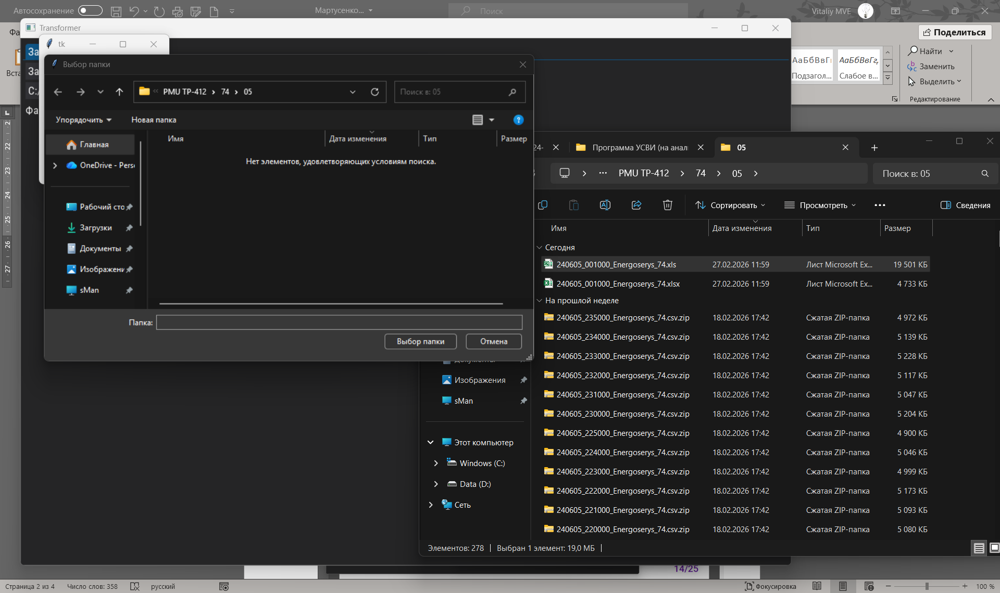 Автосохранение
Мартусенко...
Поиск
Vitaliy MVE
Transformer
Поделиться
tk
За
За
C:/
Фа
Выбор папки
PMU ТР-412 › 74 › 05
Поиск в: 05
Упорядочить
Новая папка
Имя
Дата изменения
Тип
Размер
Нет элементов, удовлетворяющих условиям поиска.
Главная
OneDrive - Pers
Рабочий сто
Загрузки
Документы
Изображени
sMan
Папка:
Выбор папки
Отмена
Фа
Вста
АаБбВвГг
АаБбВвГг,
Подзагол...
Слабое в...
Найти
Заменить
Выделить
Редактирование
22
23
24
25
26
27
24-
Программа УСВИ (на анал
05
PMU ТР-412 › 74 › 05 ›
Поиск в: 05
Сортировать
Просмотреть
Сведения
Имя
Дата изменения
Тип
Размер
Сегодня
240605_001000_Energoserys_74.xls 27.02.2026 11:59 Лист Microsoft Ex... 19 501 КБ
240605_001000_Energoserys_74.xlsx 27.02.2026 11:59 Лист Microsoft Ex... 4 733 КБ
На прошлой неделе
240605_235000_Energoserys_74.csv.zip 18.02.2026 17:42 Сжатая ZIP-папка 4 972 КБ
240605_234000_Energoserys_74.csv.zip 18.02.2026 17:42 Сжатая ZIP-папка 5 139 КБ
240605_233000_Energoserys_74.csv.zip 18.02.2026 17:42 Сжатая ZIP-папка 5 228 КБ
240605_232000_Energoserys_74.csv.zip 18.02.2026 17:42 Сжатая ZIP-папка 5 117 КБ
240605_231000_Energoserys_74.csv.zip 18.02.2026 17:42 Сжатая ZIP-папка 5 047 КБ
240605_230000_Energoserys_74.csv.zip 18.02.2026 17:42 Сжатая ZIP-папка 5 204 КБ
240605_225000_Energoserys_74.csv.zip 18.02.2026 17:42 Сжатая ZIP-папка 4 900 КБ
240605_224000_Energoserys_74.csv.zip 18.02.2026 17:42 Сжатая ZIP-папка 5 046 КБ
240605_223000_Energoserys_74.csv.zip 18.02.2026 17:42 Сжатая ZIP-папка 4 999 КБ
240605_222000_Energoserys_74.csv.zip 18.02.2026 17:42 Сжатая ZIP-папка 5 173 КБ
240605_221000_Energoserys_74.csv.zip 18.02.2026 17:42 Сжатая ZIP-папка 5 093 КБ
240605_220000_Energoserys_74.csv.zip 18.02.2026 17:42 Сжатая ZIP-папка 5 080 КБ
Изображения
sMan
Этот компьютер
Windows (C:)
Data (D:)
Сеть
Элементов: 278
Выбран 1 элемент: 19,0 МБ
14/25
Страница 2 из 4
Число слов: 358
русский
Фокусировка
100 %